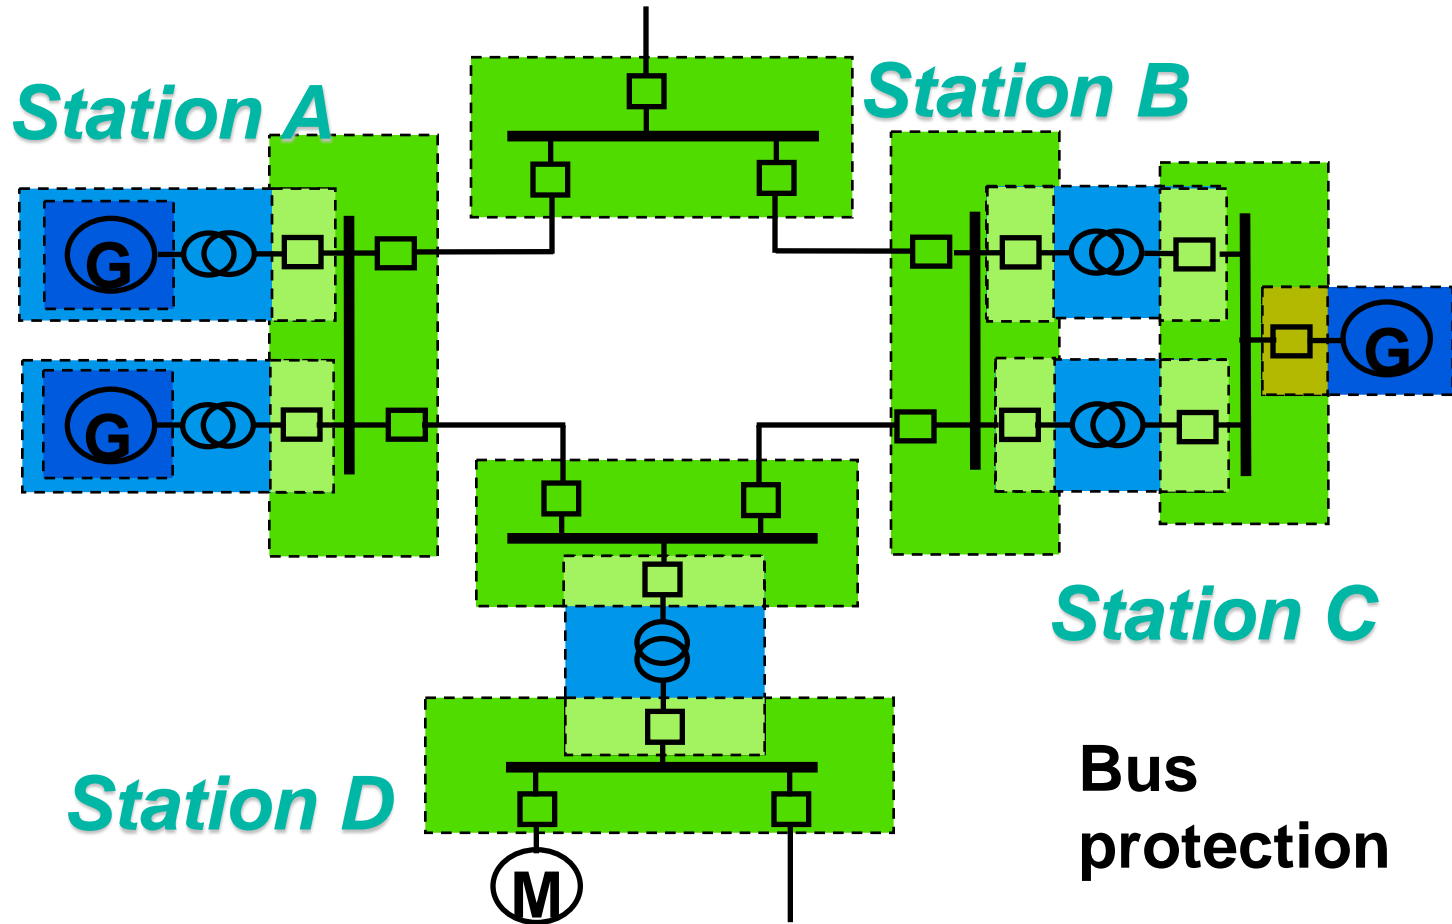 Station A
Station B
G
G
G
Station C
Station D
Bus
protection
M